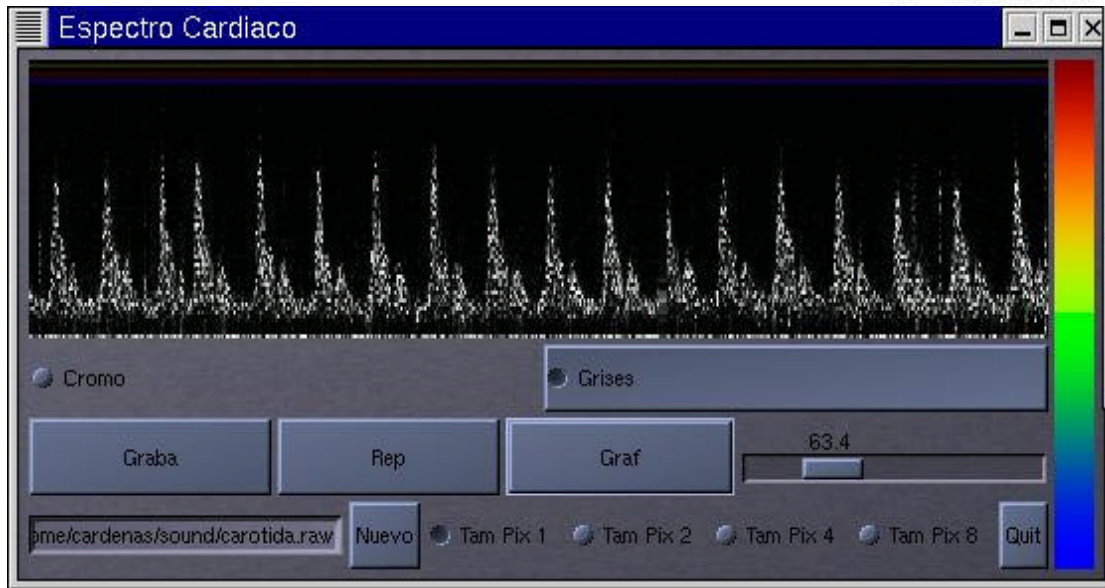 Espectro Cardiaco
Cromo Grises
63.4
Graba Rep Graf
ome/cardenas/sound/carotida.raw Nuevo Tam Pix 1 Tam Pix 2 Tam Pix 4 Tam Pix 8 Quit